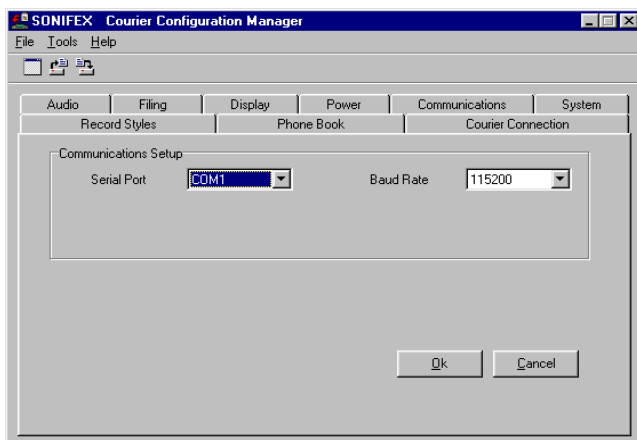 SONIFEX Courier Configuration Manager
File Tools Help
Audio Filing Display Power Communications System
Record Styles Phone Book Courier Connection
Communications Setup
Serial Port COM1 Baud Rate 115200
Ok Cancel